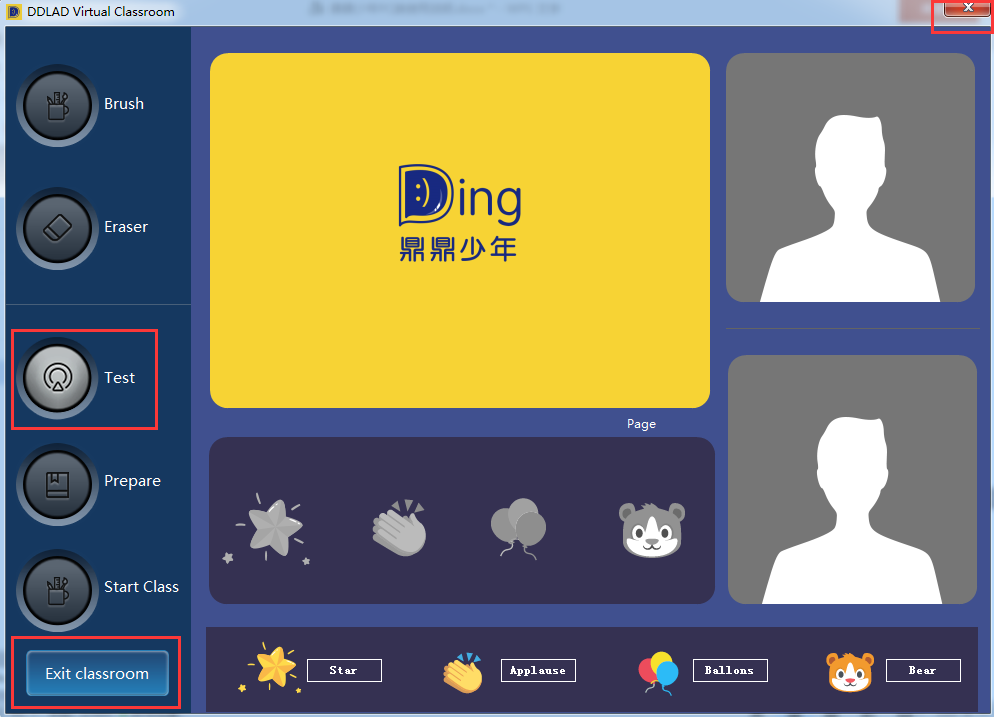 DDLAD Virtual Classroom
Brush
Eraser
Test
Prepare
Start Class
Exit classroom
Ding
鼎鼎少年
Page
Star
Applause
Ballons
Bear